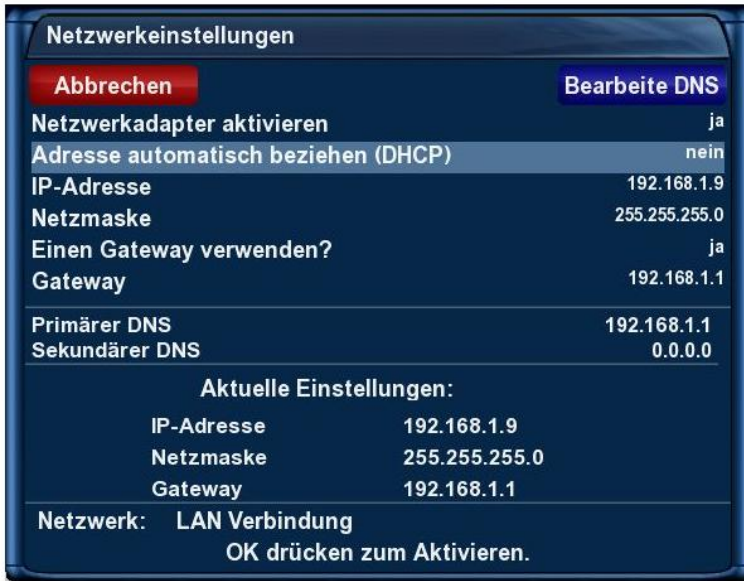 Netzwerkeinstellungen
Abbrechen Bearbeite DNS
Netzwerkadapter aktivieren ja
Adresse automatisch beziehen (DHCP) nein
IP-Adresse 192.168.1.9
Netzmaske 255.255.255.0
Einen Gateway verwenden? ja
Gateway 192.168.1.1
Primärer DNS 192.168.1.1
Sekundärer DNS 0.0.0.0
Aktuelle Einstellungen:
IP-Adresse 192.168.1.9
Netzmaske 255.255.255.0
Gateway 192.168.1.1
Netzwerk: LAN Verbindung
OK drücken zum Aktivieren.